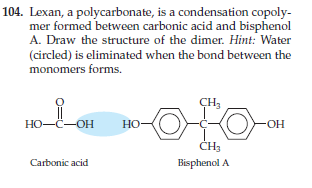 104. Lexan, a polycarbonate, is a condensation copoly-
mer formed between carbonic acid and bisphenol
A. Draw the structure of the dimer. Hint: Water
(circled) is eliminated when the bond between the
monomers forms.
O
HO—C—OH
HO
CH3
C
CH3
OH
Carbonic acid
Bisphenol A